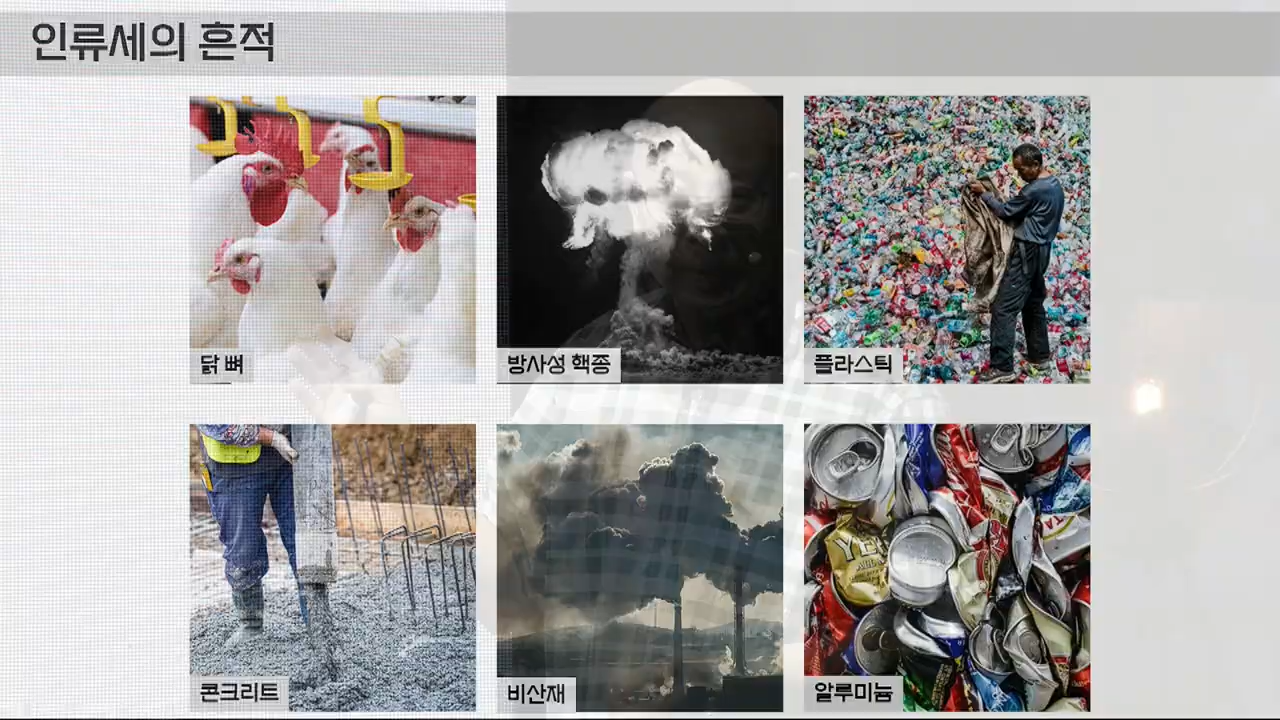 인류세의 흔적
닭 뼈
방사성 핵종
플라스틱
콘크리트
비산재
알루미늄